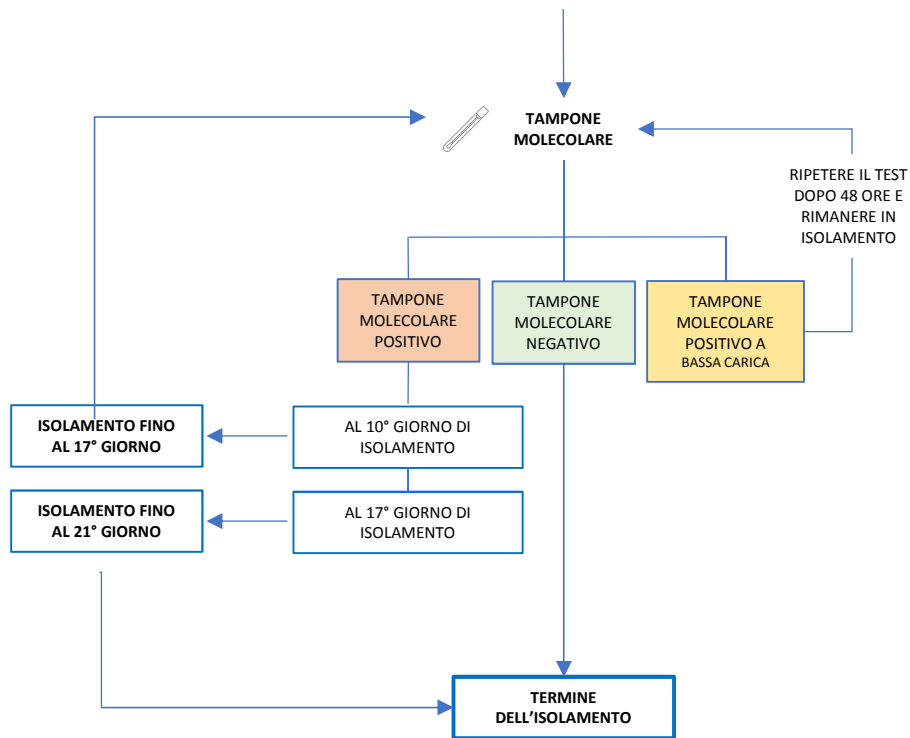 TAMPONE
MOLECOLARE
RIPETERE IL TEST
DOPO 48 ORE E
RIMANERE IN
ISOLAMENTO
TAMPONE
MOLECOLARE
POSITIVO
TAMPONE
MOLECOLARE
NEGATIVO
TAMPONE
MOLECOLARE
POSITIVO A
BASSA CARICA
ISOLAMENTO FINO
AL 17° GIORNO
AL 10° GIORNO DI
ISOLAMENTO
ISOLAMENTO FINO
AL 21° GIORNO
AL 17° GIORNO DI
ISOLAMENTO
TERMINE
DELL'ISOLAMENTO